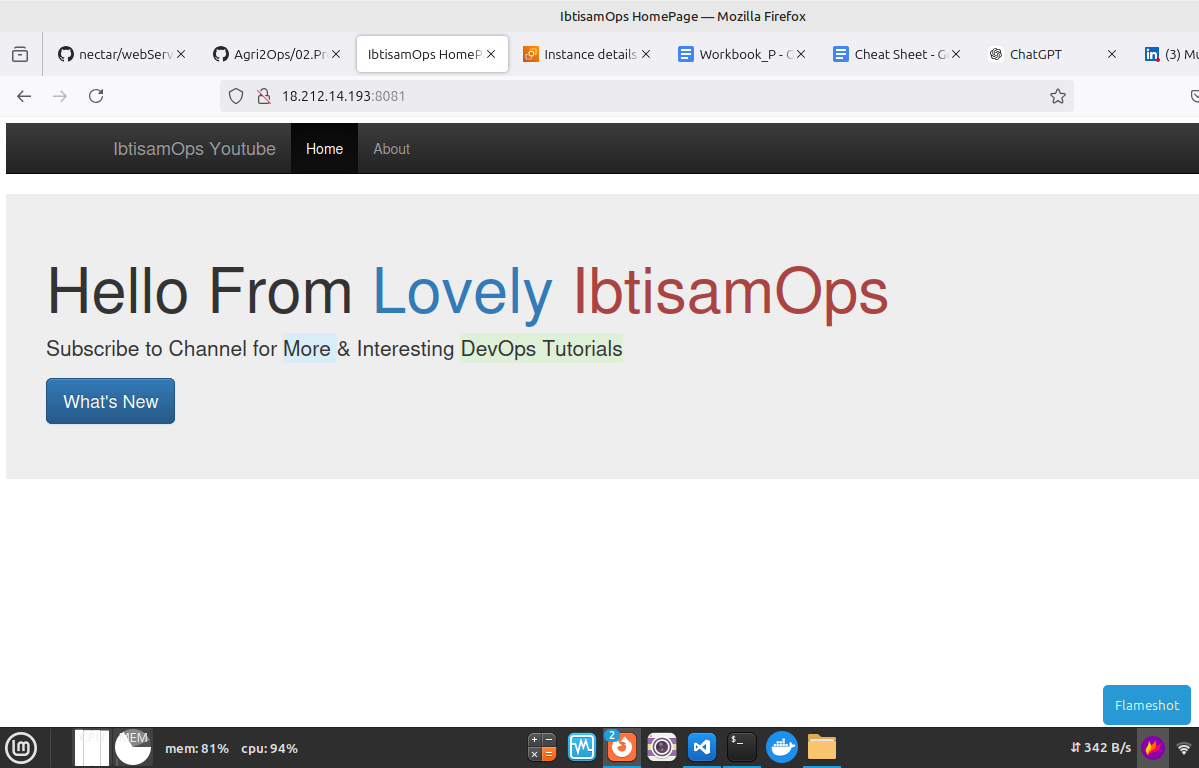 IbtisamOps HomePage — Mozilla Firefox
nectar/webServ
Agri2Ops/02.Pr
IbtisamOps HomeP
Instance details
Workbook_P - G
Cheat Sheet - G
ChatGPT
(3) Mu
18.212.14.193:8081
IbtisamOps Youtube
Home
About
Hello From Lovely IbtisamOps
Subscribe to Channel for More & Interesting DevOps Tutorials
What's New
Flameshot
MEM
mem: 81% cpu: 94%
2
342 B/s